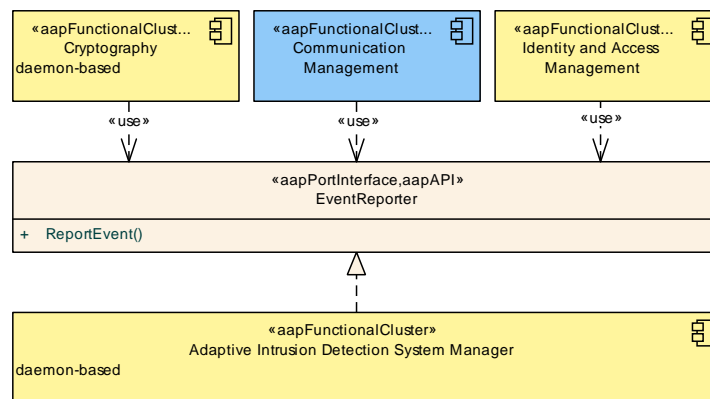 «aapFunctionalClust...
Cryptography
daemon-based
«aapFunctionalClust...
Communication
Management
«aapFunctionalClust...
Identity and Access
Management
«use»
«use»
«use»
«aapPortInterface,aapAPI»
EventReporter
+ ReportEvent()
«aapFunctionalCluster»
Adaptive Intrusion Detection System Manager
daemon-based